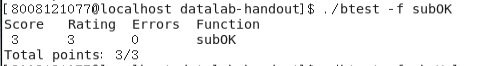 [8008121077@localhost datalab-handout]$ ./btest -f subOK
Score Rating Errors Function
3 3 0 subOK
Total points: 3/3